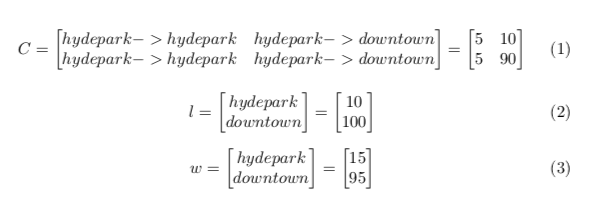 C = [hydepark− > hydepark hydepark− > downtown
hydepark− > hydepark hydepark− > downtown] = [5 10
5 90] (1)
l = [hydepark
downtown] = [10
100] (2)
w = [hydepark
downtown] = [15
95] (3)